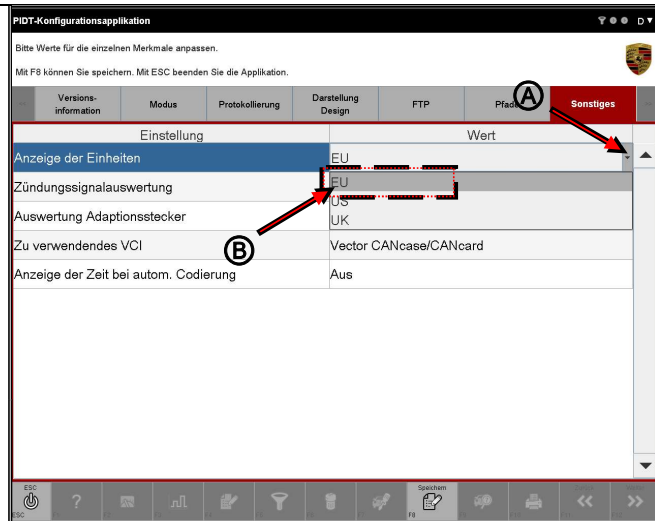 PIDT-Konfigurationsapplikation
D
Bitte Werte für die einzelnen Merkmale anpassen.
Mit F8 können Sie speichern. Mit ESC beenden Sie die Applikation.
Versions-
information
Modus
Protokollierung
Darstellung
Design
FTP
Sonstiges
A
Einstellung
Wert
Anzeige der Einheiten
EU
Zündungssignalauswertung
EU
US
Auswertung Adaptionsstecker
UK
B
Zu verwendendes VCI
Vector CANcase/CANcard
Anzeige der Zeit bei autom. Codierung
Aus
ESC
ESC
?
Speichern
F8